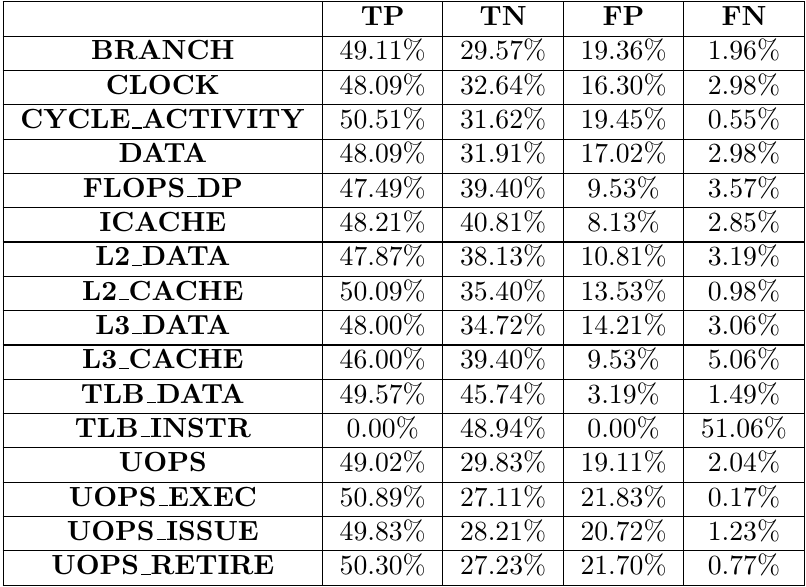 TP TN FP FN
BRANCH 49.11% 29.57% 19.36% 1.96%
CLOCK 48.09% 32.64% 16.30% 2.98%
CYCLE_ACTIVITY 50.51% 31.62% 19.45% 0.55%
DATA 48.09% 31.91% 17.02% 2.98%
FLOPS_DP 47.49% 39.40% 9.53% 3.57%
ICACHE 48.21% 40.81% 8.13% 2.85%
L2_DATA 47.87% 38.13% 10.81% 3.19%
L2_CACHE 50.09% 35.40% 13.53% 0.98%
L3_DATA 48.00% 34.72% 14.21% 3.06%
L3_CACHE 46.00% 39.40% 9.53% 5.06%
TLB_DATA 49.57% 45.74% 3.19% 1.49%
TLB_INSTR 0.00% 48.94% 0.00% 51.06%
UOPS 49.02% 29.83% 19.11% 2.04%
UOPS_EXEC 50.89% 27.11% 21.83% 0.17%
UOPS_ISSUE 49.83% 28.21% 20.72% 1.23%
UOPS_RETIRE 50.30% 27.23% 21.70% 0.77%